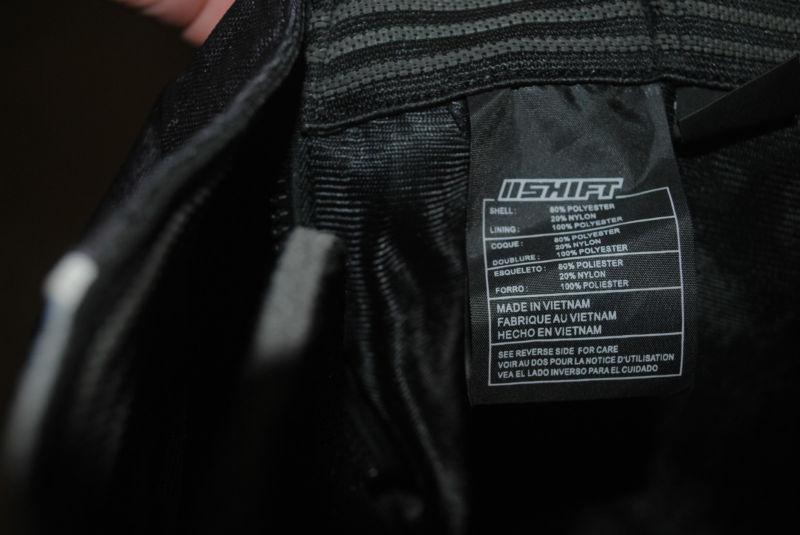 SHIFT
SHELL: 80% POLYESTER
20% NYLON
LINING: 100% POLYESTER
COQUE: 80% POLYESTER
20% NYLON
DOUBLURE: 100% POLYESTER
ESQUELETO: 80% POLIESTER
20% NYLON
FORRO: 100% POLIESTER
MADE IN VIETNAM
FABRIQUE AU VIETNAM
HECHO EN VIETNAM
SEE REVERSE SIDE FOR CARE
VOIR AU DOS POUR LA NOTICE D'UTILISATION
VEA EL LADO INVERSO PARA EL CUIDADO